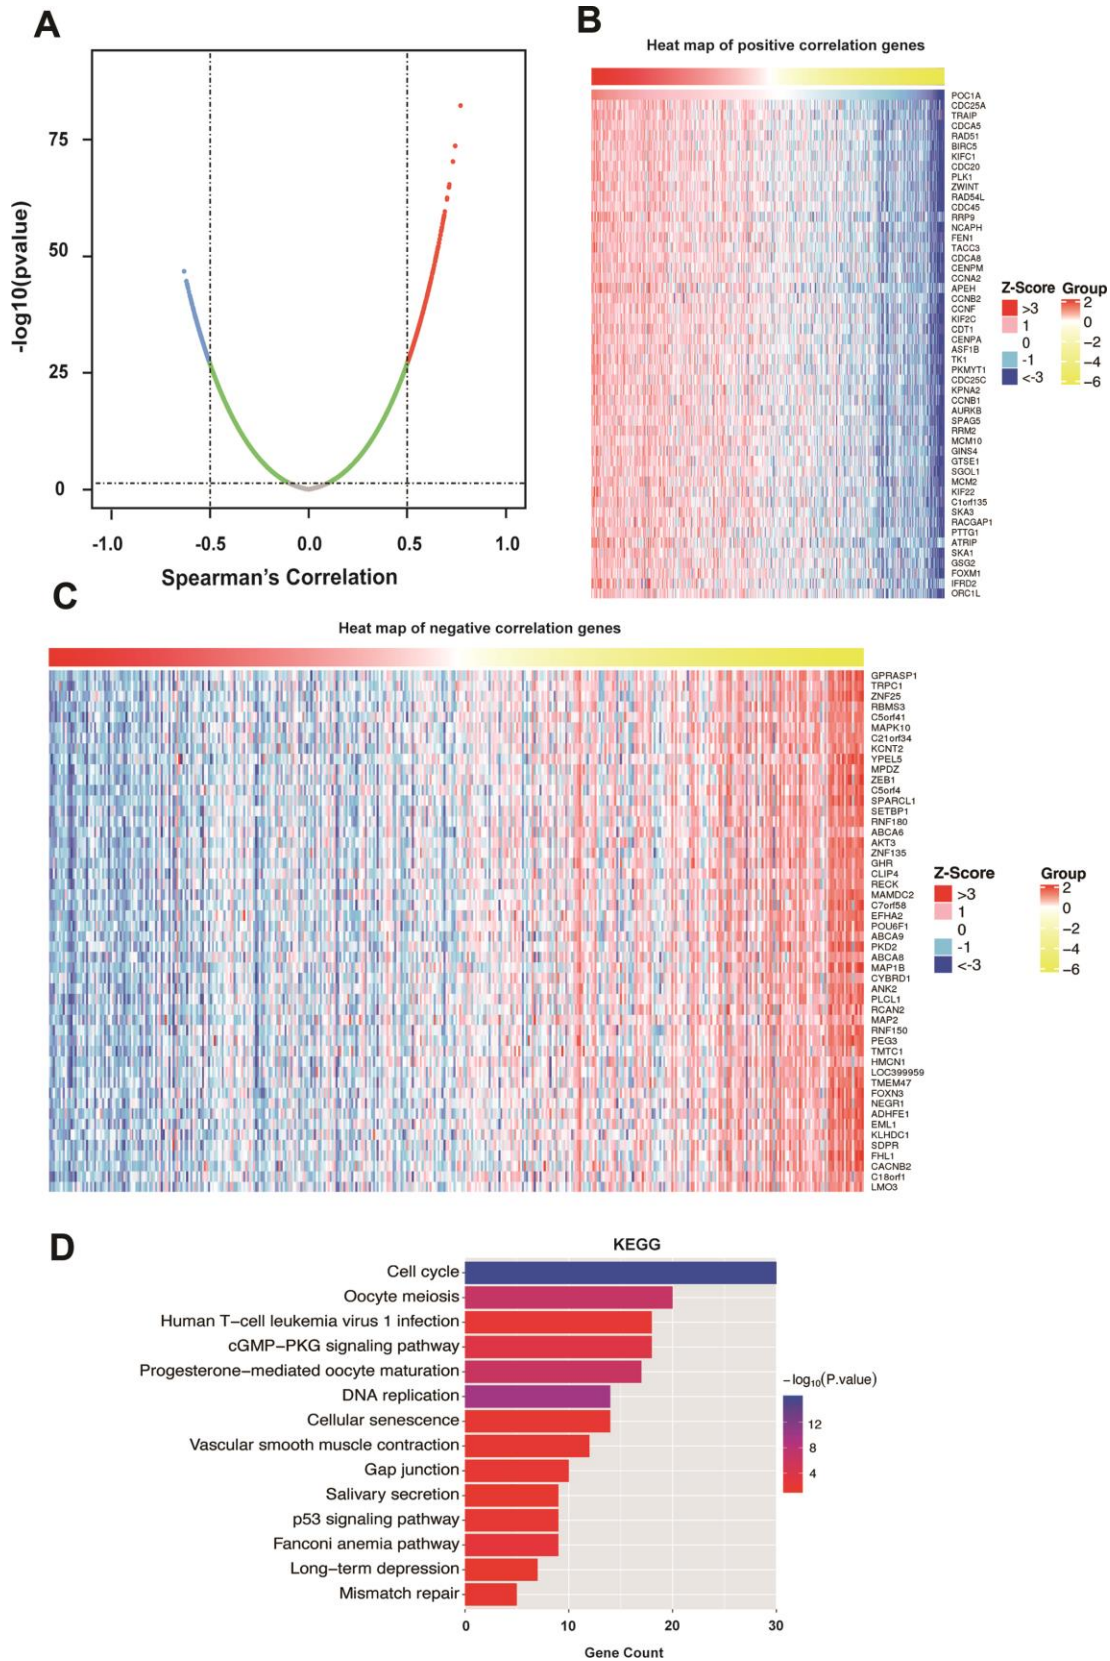 A
75
50
25
0
-log10(pvalue)
-1.0
-0.5
0.0
0.5
1.0
Spearman's Correlation
B
Heat map of positive correlation genes
POC1A
CDC25A
TRAIP
CDCA5
RAD51
BIRC5
KIFC1
CDC20
PLK1
ZWINT
RAD54L
CDC45
RRP9
NCAPH
FEN1
TACC3
CDCA8
CENPM
CCNA2
APEH
CCNB2
CCNF
KIF2C
CDT1
CENPA
ASF1B
TK1
PKMYT1
CDC25C
KPNA2
CCNB1
AURKB
SPAG5
RRM2
MCM10
GINS4
GTSE1
SGOL1
MCM2
KIF22
C1orf135
SKA3
RACGAP1
PTTG1
ATRIP
SKA1
GSG2
FOXM1
IFRD2
ORC1L
Z-Score
>3
1
0
-1
<-3
Group
2
0
−2
−4
−6
C
Heat map of negative correlation genes
GPRASP1
TRPC1
ZNF25
RBMS3
C5orf41
MAPK10
C21orf34
KCNT2
YPEL5
MPDZ
ZEB1
C5orf4
SPARCL1
SETBP1
RNF180
ABCA6
AKT3
ZNF135
GHR
CLIP4
RECK
MAMDC2
C7orf58
EFHA2
POU6F1
ABCA9
PKD2
ABCA8
MAP1B
CYBRD1
ANK2
PLCL1
RCAN2
MAP2
RNF150
PEG3
TMTC1
HMCN1
LOC399959
TMEM47
FOXN3
NEGR1
ADHFE1
EML1
KLHDC1
SDPR
FHL1
CACNB2
C18orf1
LMO3
Z-Score
>3
1
0
-1
<-3
Group
2
0
−2
−4
−6
D
KEGG
Cell cycle
Oocyte meiosis
Human T−cell leukemia virus 1 infection
cGMP−PKG signaling pathway
Progesterone−mediated oocyte maturation
DNA replication
Cellular senescence
Vascular smooth muscle contraction
Gap junction
Salivary secretion
p53 signaling pathway
Fanconi anemia pathway
Long−term depression
Mismatch repair
0
10
20
30
Gene Count
−log₁₀(P.value)
12
8
4